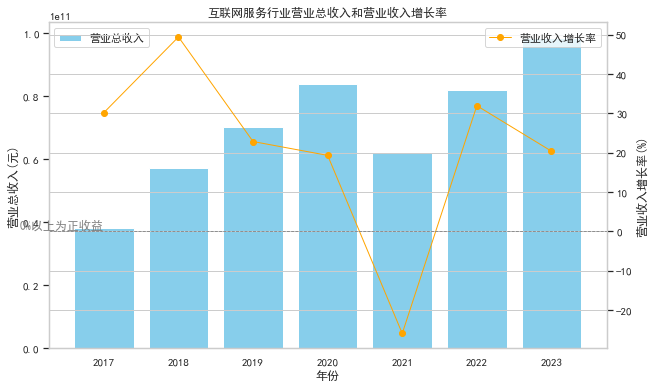 互联网服务行业营业总收入和营业收入增长率
1e11
营业总收入
营业收入增长率
1.0
0.8
0.6
0.4
0.2
0.0
营业总收入(元)
0%以上为正收益
50
40
30
20
10
0
−10
−20
营业收入增长率(%)
2017 2018 2019 2020 2021 2022 2023
年份